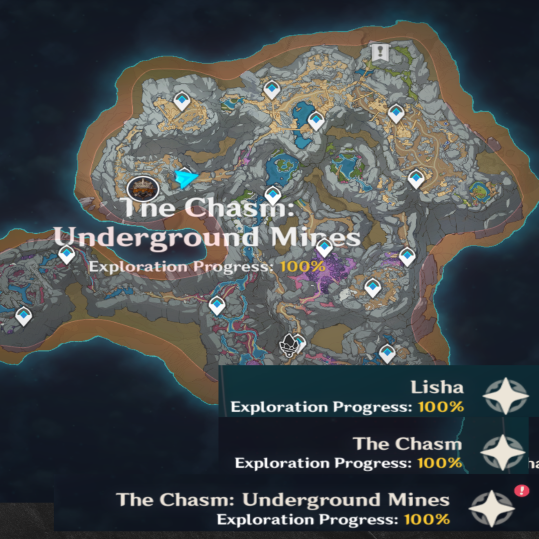 The Chasm:
Underground Mines
Exploration Progress: 100%
Lisha
Exploration Progress: 100%
The Chasm
Exploration Progress: 100%
The Chasm: Underground Mines
Exploration Progress: 100%